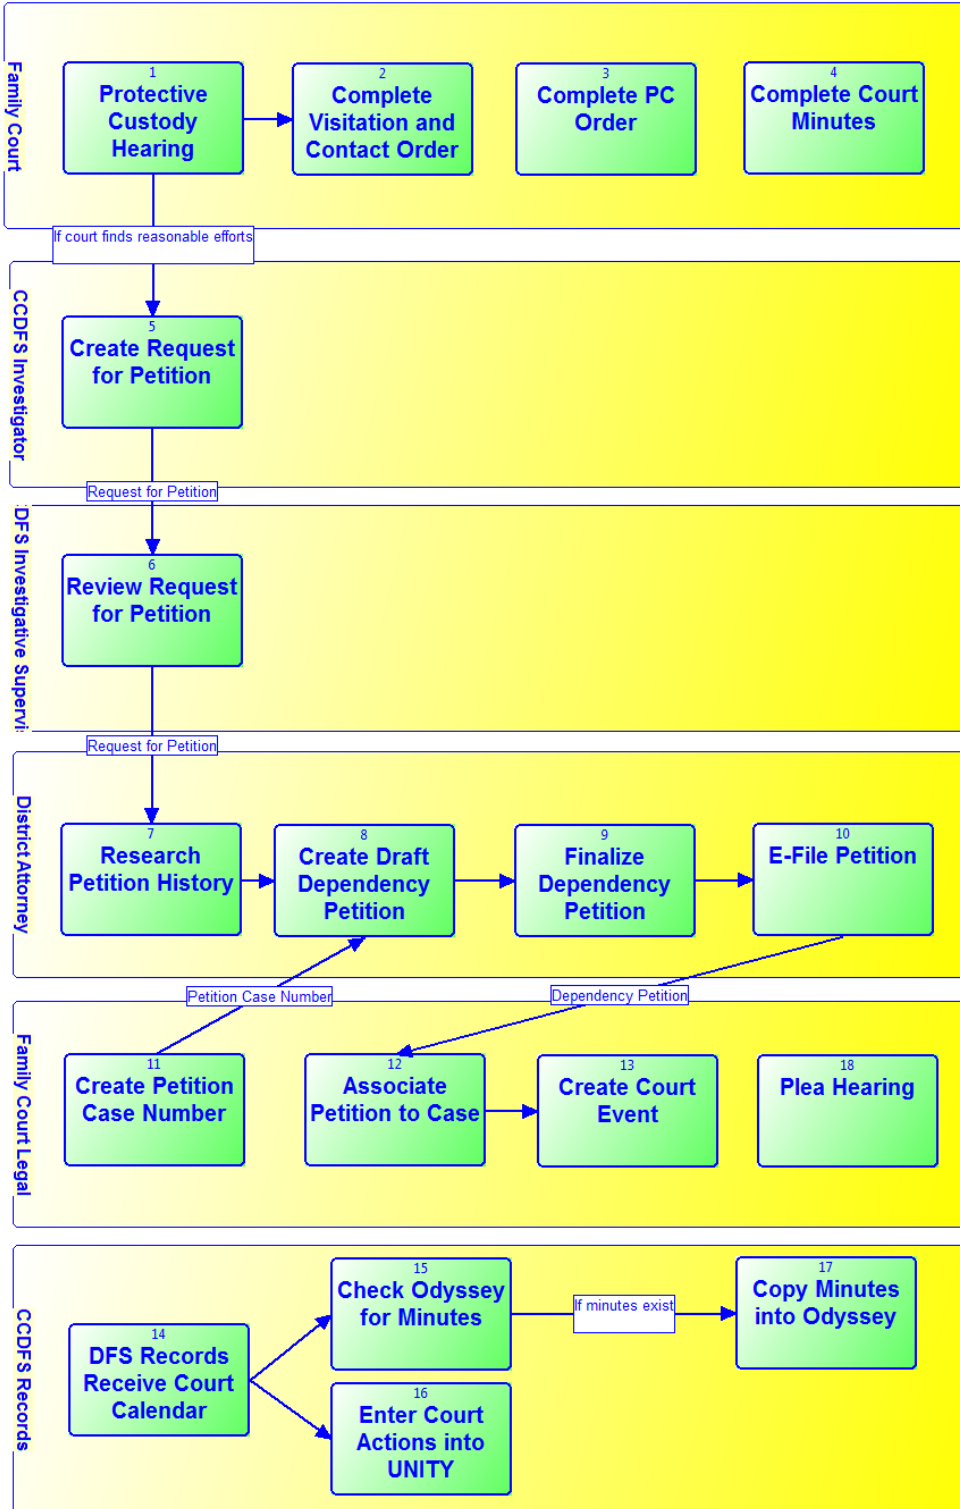 Family Court
1
Protective
Custody
Hearing
2
Complete
Visitation and
Contact Order
3
Complete PC
Order
4
Complete Court
Minutes
If court finds reasonable efforts
CCDFS Investigator
5
Create Request
for Petition
Request for Petition
DFS Investigative Supervi
6
Review Request
for Petition
Request for Petition
District Attorney
7
Research
Petition History
8
Create Draft
Dependency
Petition
9
Finalize
Dependency
Petition
10
E-File Petition
Petition Case Number
Dependency Petition
Family Court Legal
11
Create Petition
Case Number
12
Associate
Petition to Case
13
Create Court
Event
18
Plea Hearing
CCDFS Records
14
DFS Records
Receive Court
Calendar
15
Check Odyssey
for Minutes
If minutes exist
17
Copy Minutes
into Odyssey
16
Enter Court
Actions into
UNITY